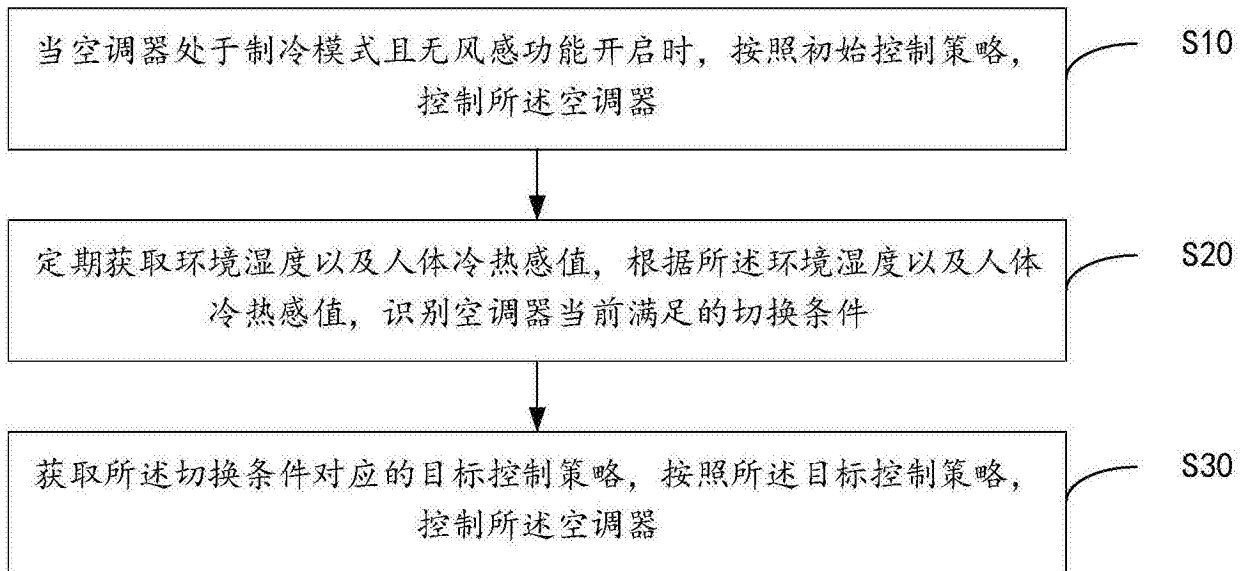 当空调器处于制冷模式且无风感功能开启时，按照初始控制策略，
控制所述空调器
S10
定期获取环境湿度以及人体冷热感值，根据所述环境湿度以及人体
冷热感值，识别空调器当前满足的切换条件
S20
获取所述切换条件对应的目标控制策略，按照所述目标控制策略，
控制所述空调器
S30